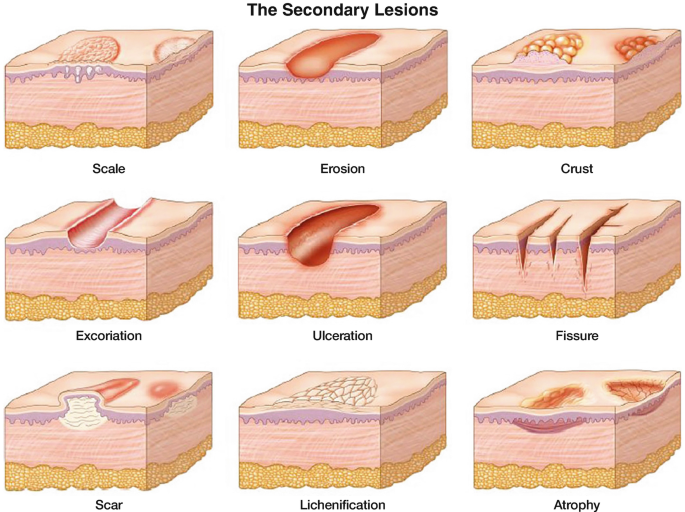 The Secondary Lesions
Scale
Erosion
Crust
Excoriation
Ulceration
Fissure
Scar
Lichenification
Atrophy